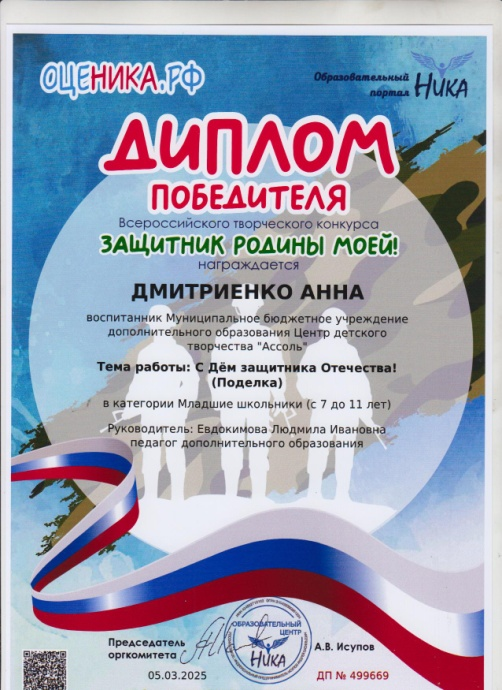 ОЦЕНИКА.РФ
Образовательный
портал НИКА
ДИПЛОМ
ПОБЕДИТЕЛЯ
Всероссийского творческого конкурса
ЗАЩИТНИК РОДИНЫ МОЕЙ!
награждается
ДМИТРИЕНКО АННА
воспитанник Муниципальное бюджетное учреждение
дополнительного образования Центр детского
творчества "Ассоль"
Тема работы: С Дём защитника Отечества!
(Поделка)
в категории Младшие школьники (с 7 до 11 лет)
Руководитель: Евдокимова Людмила Ивановна
педагог дополнительного образования
ОБРАЗОВАТЕЛЬНЫЙ
ЦЕНТР
НИКА
Председатель
оргкомитета
А.В. Исупов
05.03.2025
ДП № 499669